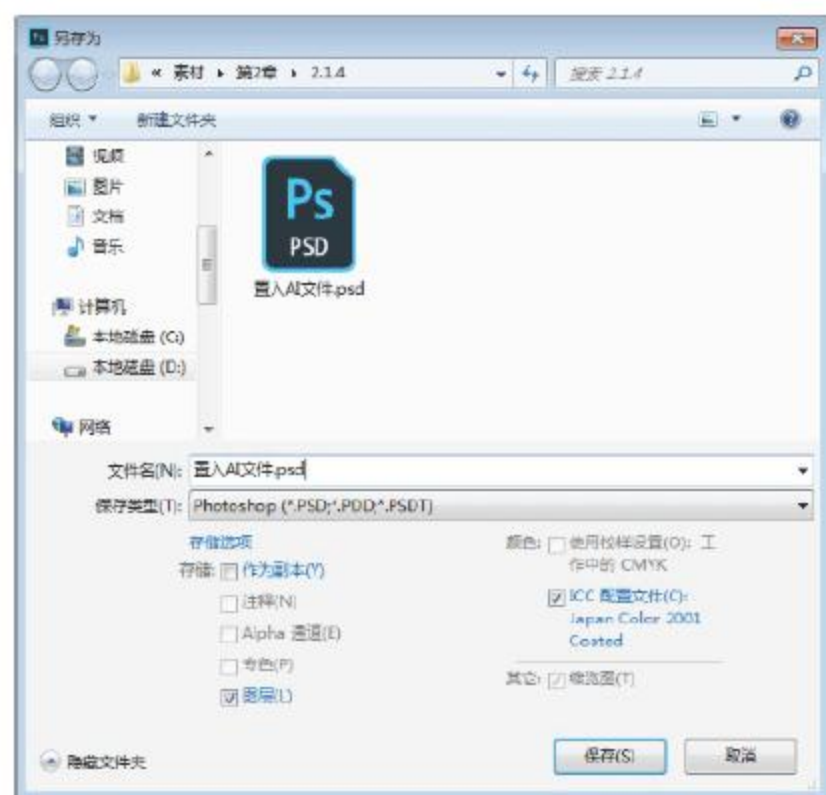 另存为
« 素材 ▸ 第2章 ▸ 2.1.4
搜索 2.1.4
组织 ▼ 新建文件夹
视频
图片
文档
音乐
计算机
本地磁盘 (C:)
本地磁盘 (D:)
网络
Ps
PSD
置入AI文件.psd
文件名(N): 置入AI文件.psd
保存类型(T): Photoshop (*.PSD;*.PDD;*.PSDT)
存储选项
存储: 作为副本(Y)
注释(N)
Alpha 通道(E)
专色(P)
图层(L)
颜色: 使用校样设置(O): 工
作中的 CMYK
ICC 配置文件(C):
Japan Color 2001
Coated
其它: 缩览图(T)
隐藏文件夹
保存(S)
取消